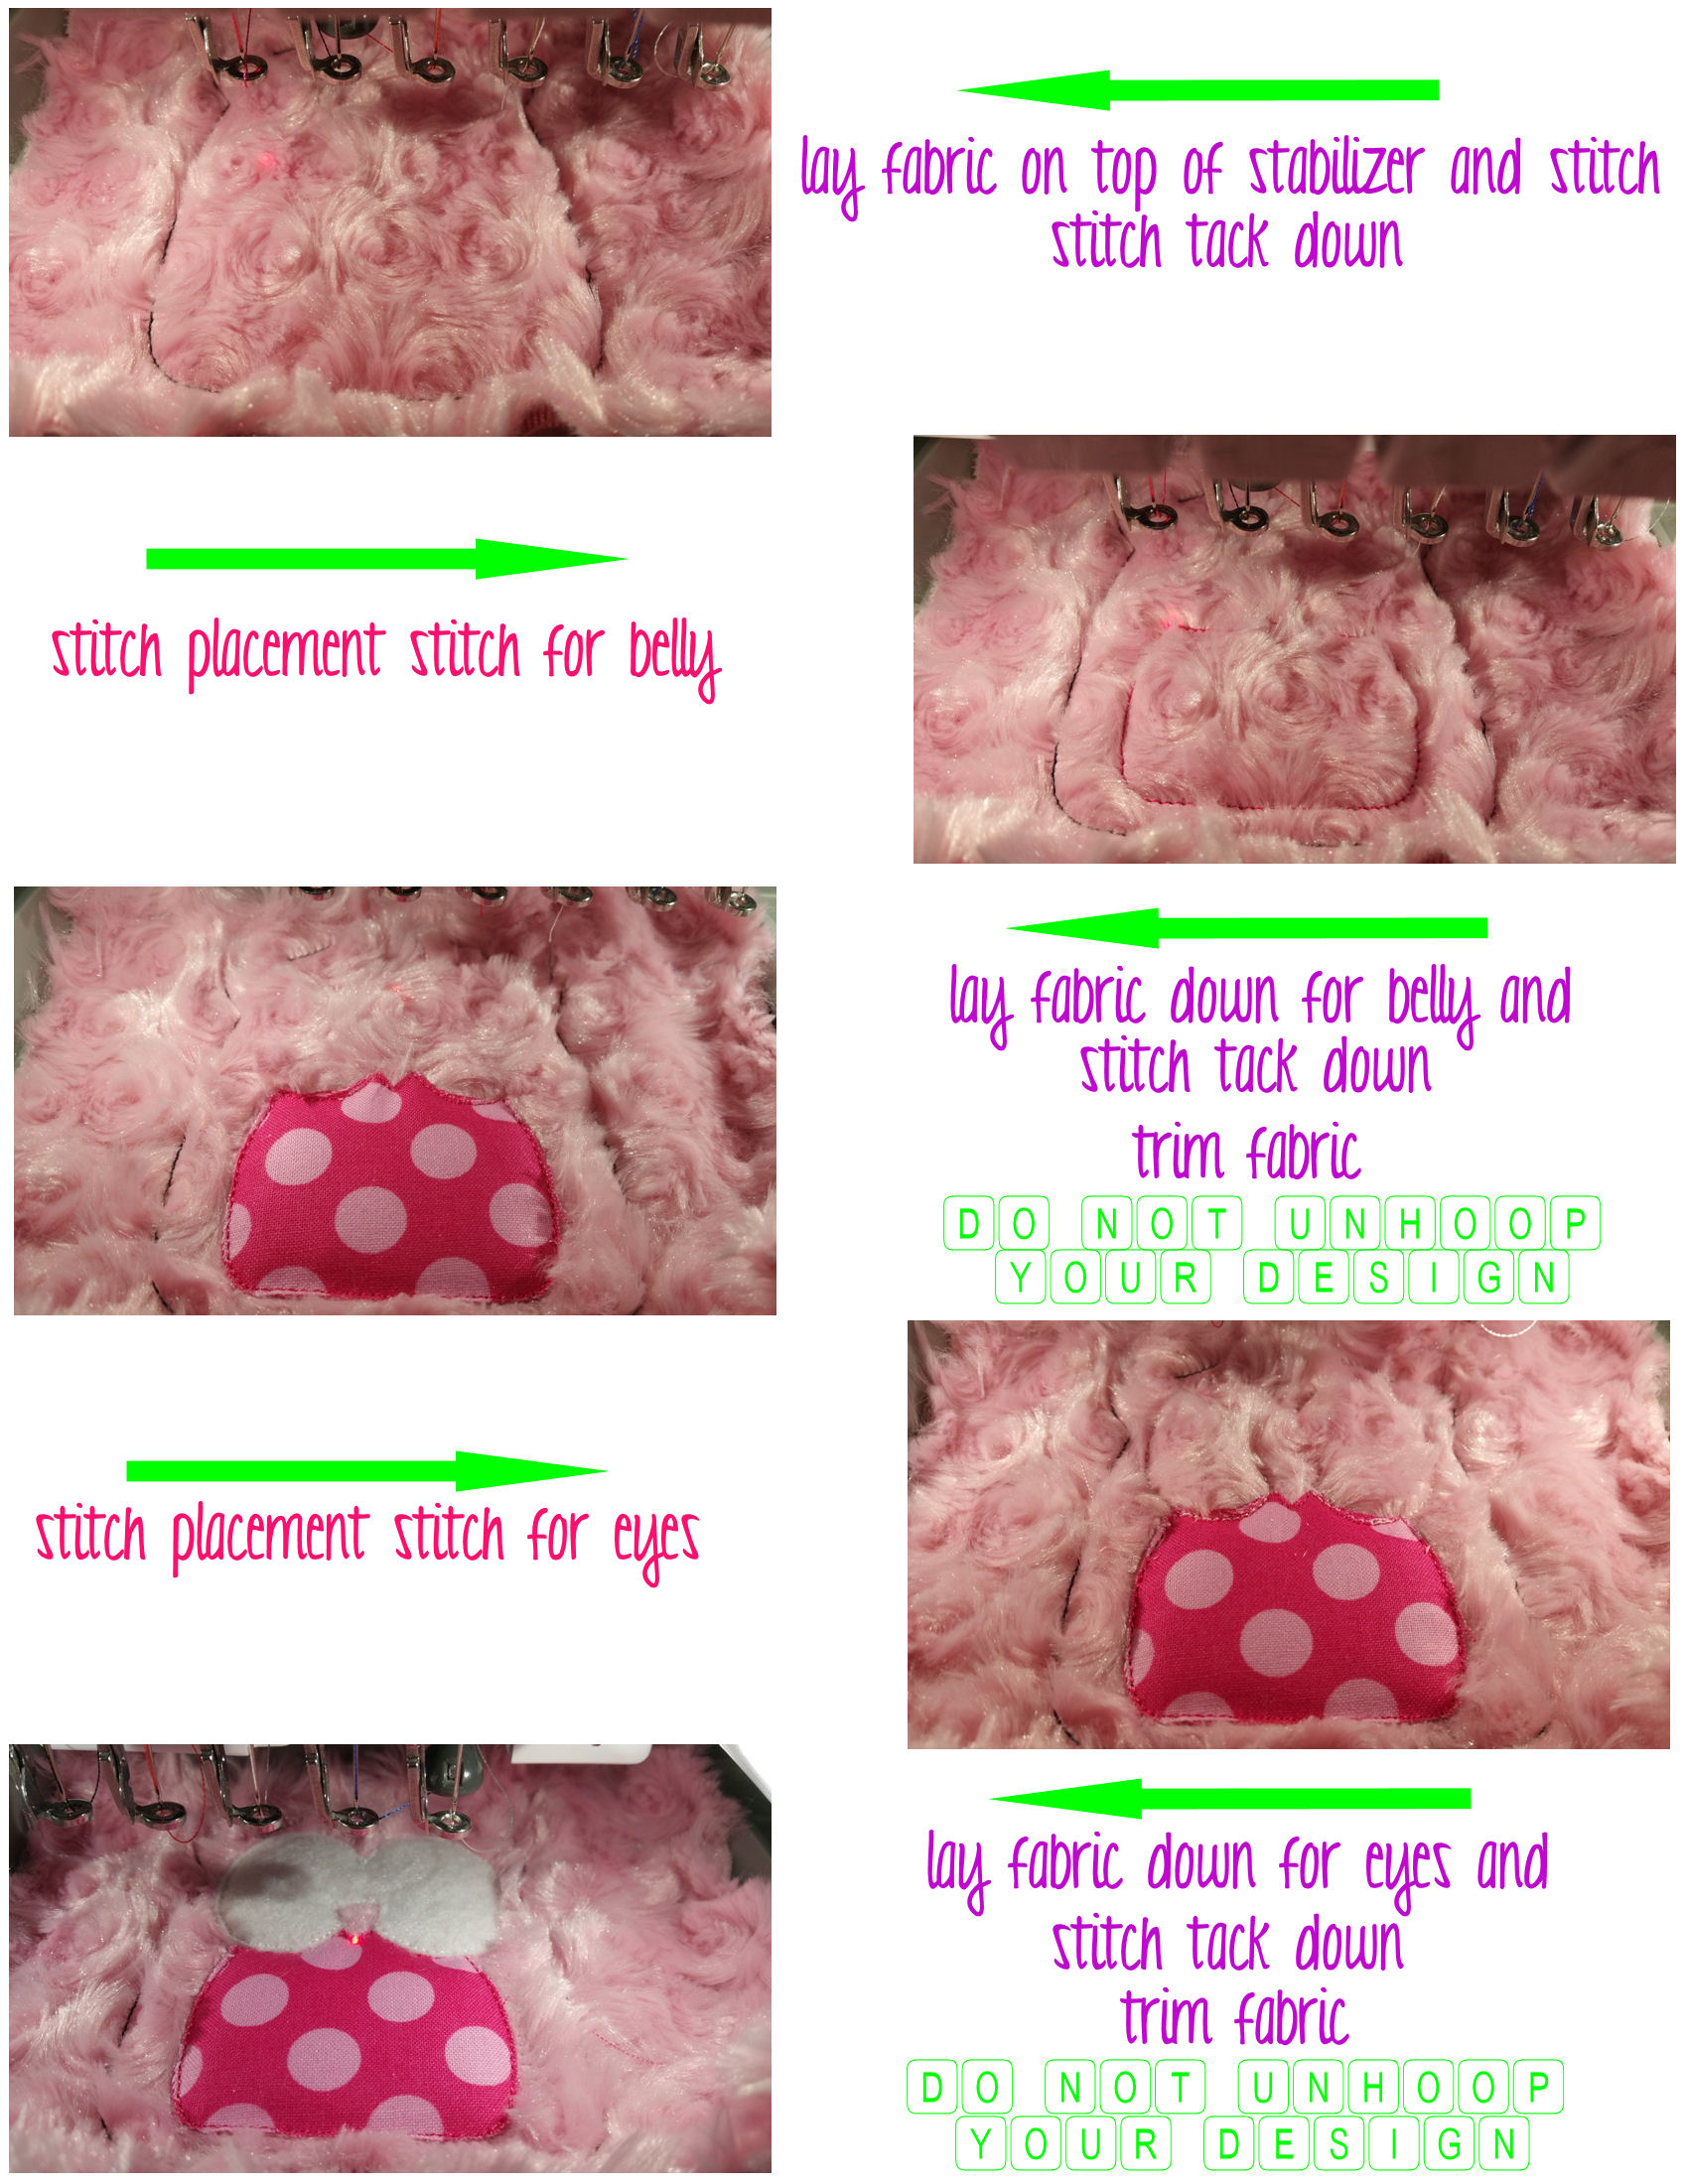 lay fabric on top of stabilizer and stitch
stitch tack down
stitch placement stitch for belly
lay fabric down for belly and
stitch tack down
trim fabric
DO NOT UNHOOP
YOUR DESIGN
stitch placement stitch for eyes
lay fabric down for eyes and
stitch tack down
trim fabric
DO NOT UNHOOP
YOUR DESIGN